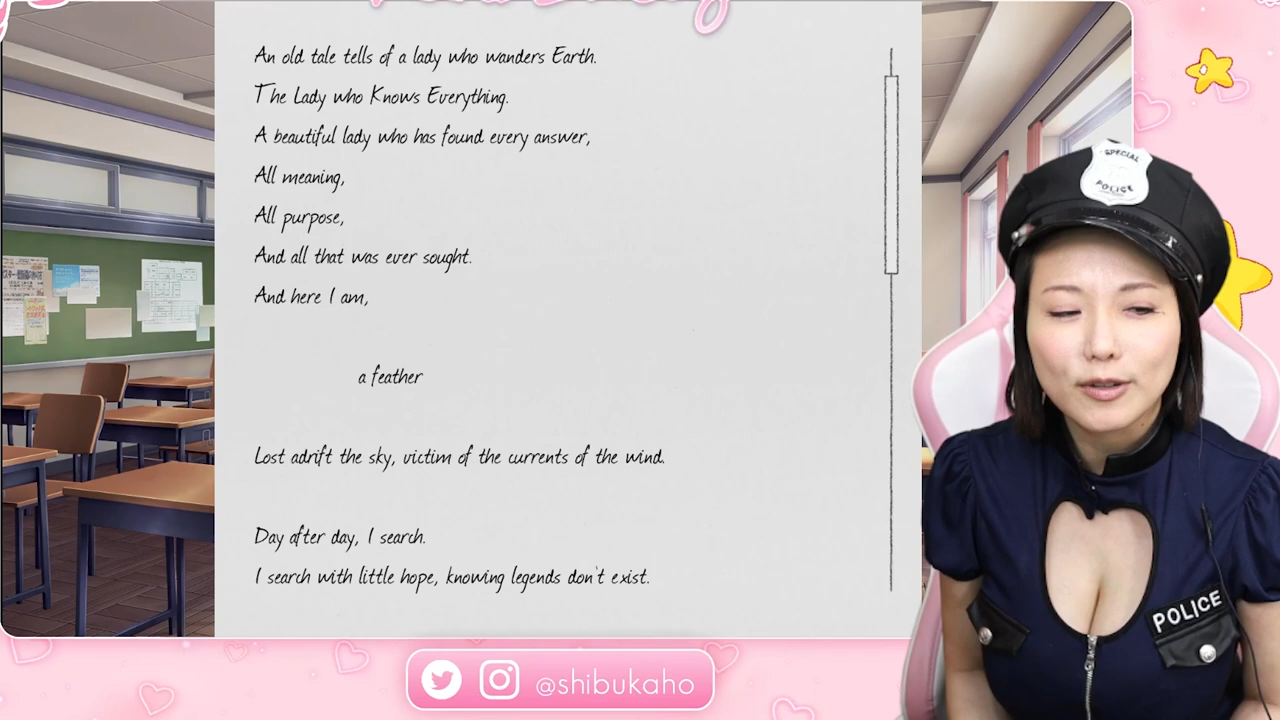 An old tale tells of a lady who wanders Earth.
The Lady who Knows Everything.
A beautiful lady who has found every answer,
All meaning,
All purpose,
And all that was ever sought.
And here I am,
a feather
Lost adrift the sky, victim of the currents of the wind.
Day after day, I search.
I search with little hope, knowing legends don't exist.
SPECIAL
POLICE
POLICE
@shibukaho